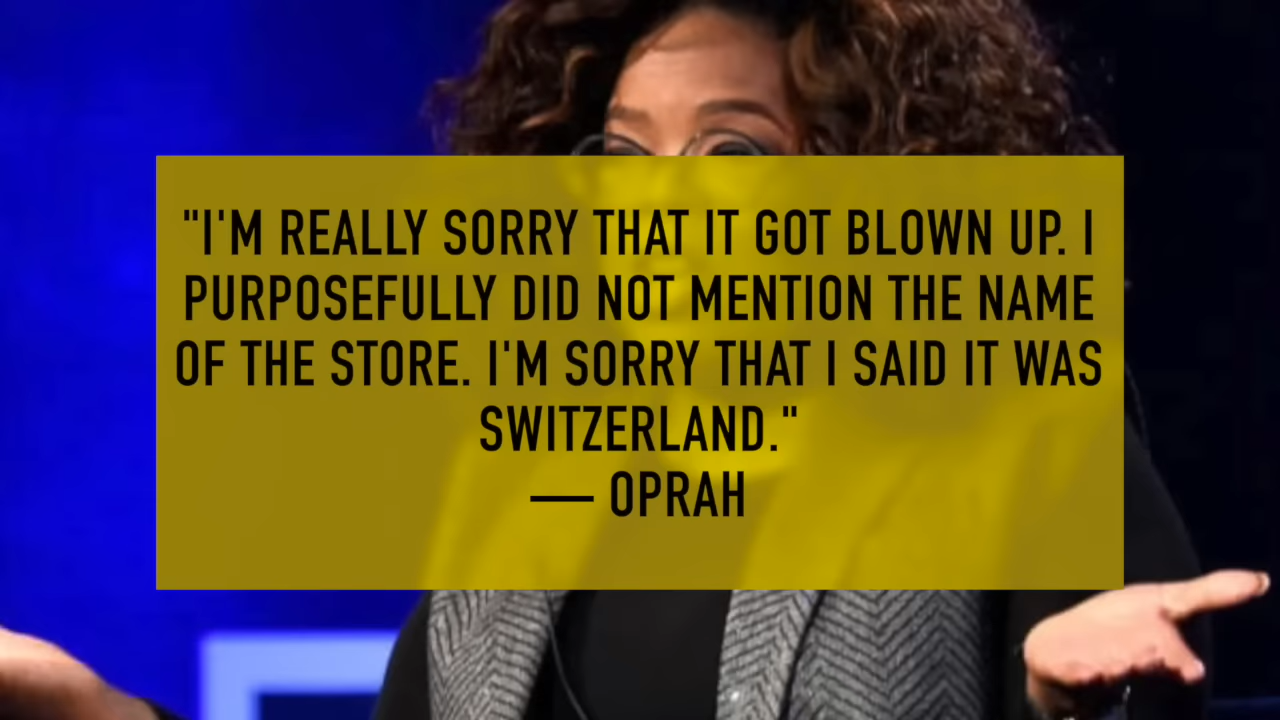 "I'M REALLY SORRY THAT IT GOT BLOWN UP. I
PURPOSEFULLY DID NOT MENTION THE NAME
OF THE STORE. I'M SORRY THAT I SAID IT WAS
SWITZERLAND."
— OPRAH